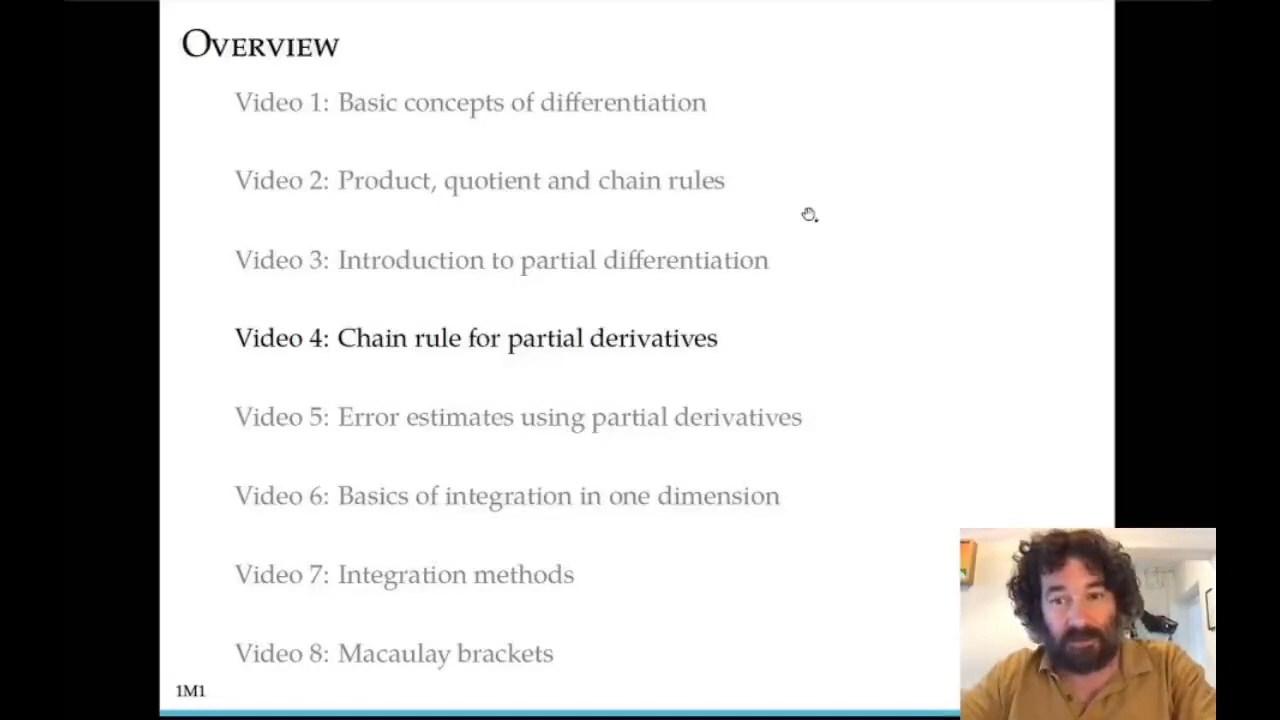 OVERVIEW
Video 1: Basic concepts of differentiation
Video 2: Product, quotient and chain rules
Video 3: Introduction to partial differentiation
Video 4: Chain rule for partial derivatives
Video 5: Error estimates using partial derivatives
Video 6: Basics of integration in one dimension
Video 7: Integration methods
Video 8: Macaulay brackets
1M1